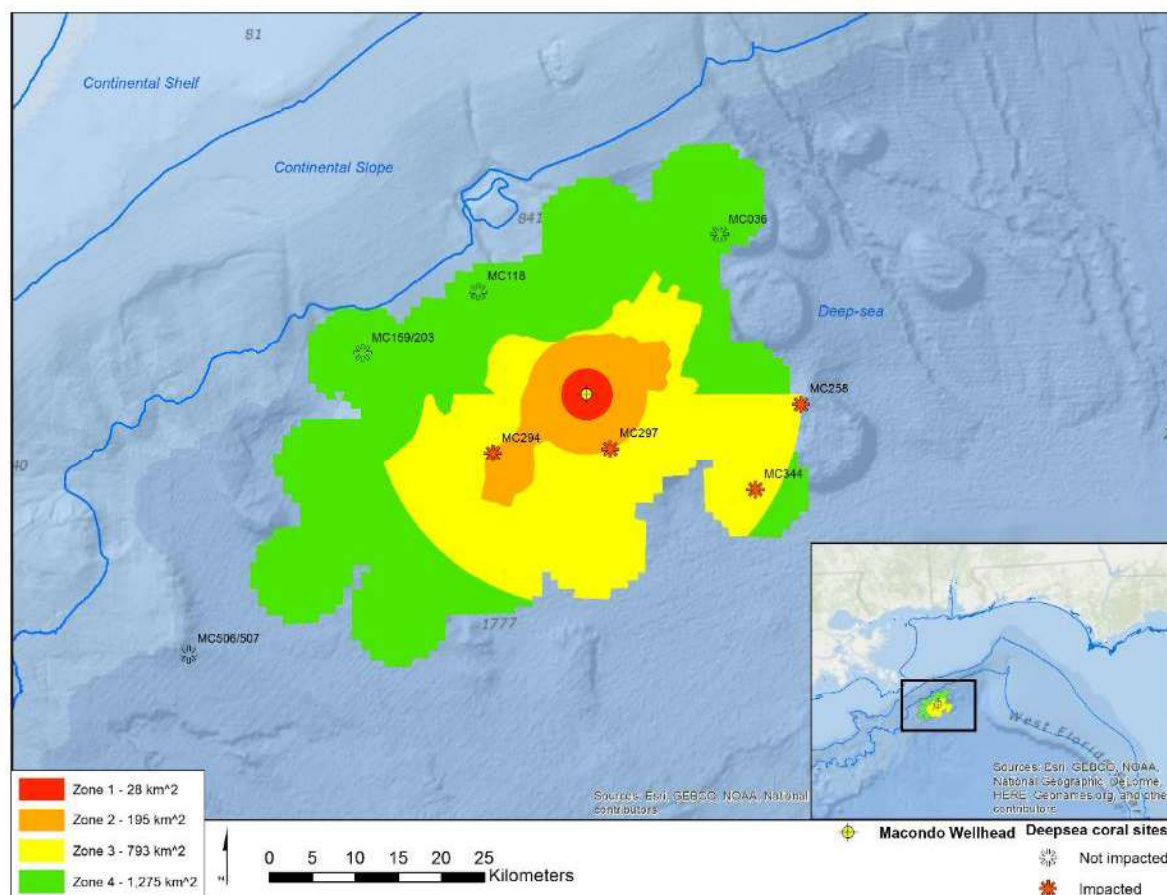 81
Continental Shelf
Continental Slope
841
MC036
MC118
Deep-sea
MC159/203
MC258
MC294
MC297
40
MC344
-1777
MC506/507
West Florid
Zone 1 - 28 km^2
Zone 2 - 195 km^2
Zone 3 - 793 km^2
Zone 4 - 1,275 km^2
Sources: Esri, GEBCO, NOAA, National
contributors
Sources: Esri, GEBCO, NOAA,
National Geographic, DeLorme,
HERE, Geonames.org, and other
contributors
N
0 5 10 15 20 25
Kilometers
Macondo Wellhead
Deepsea coral sites
Not impacted
Impacted